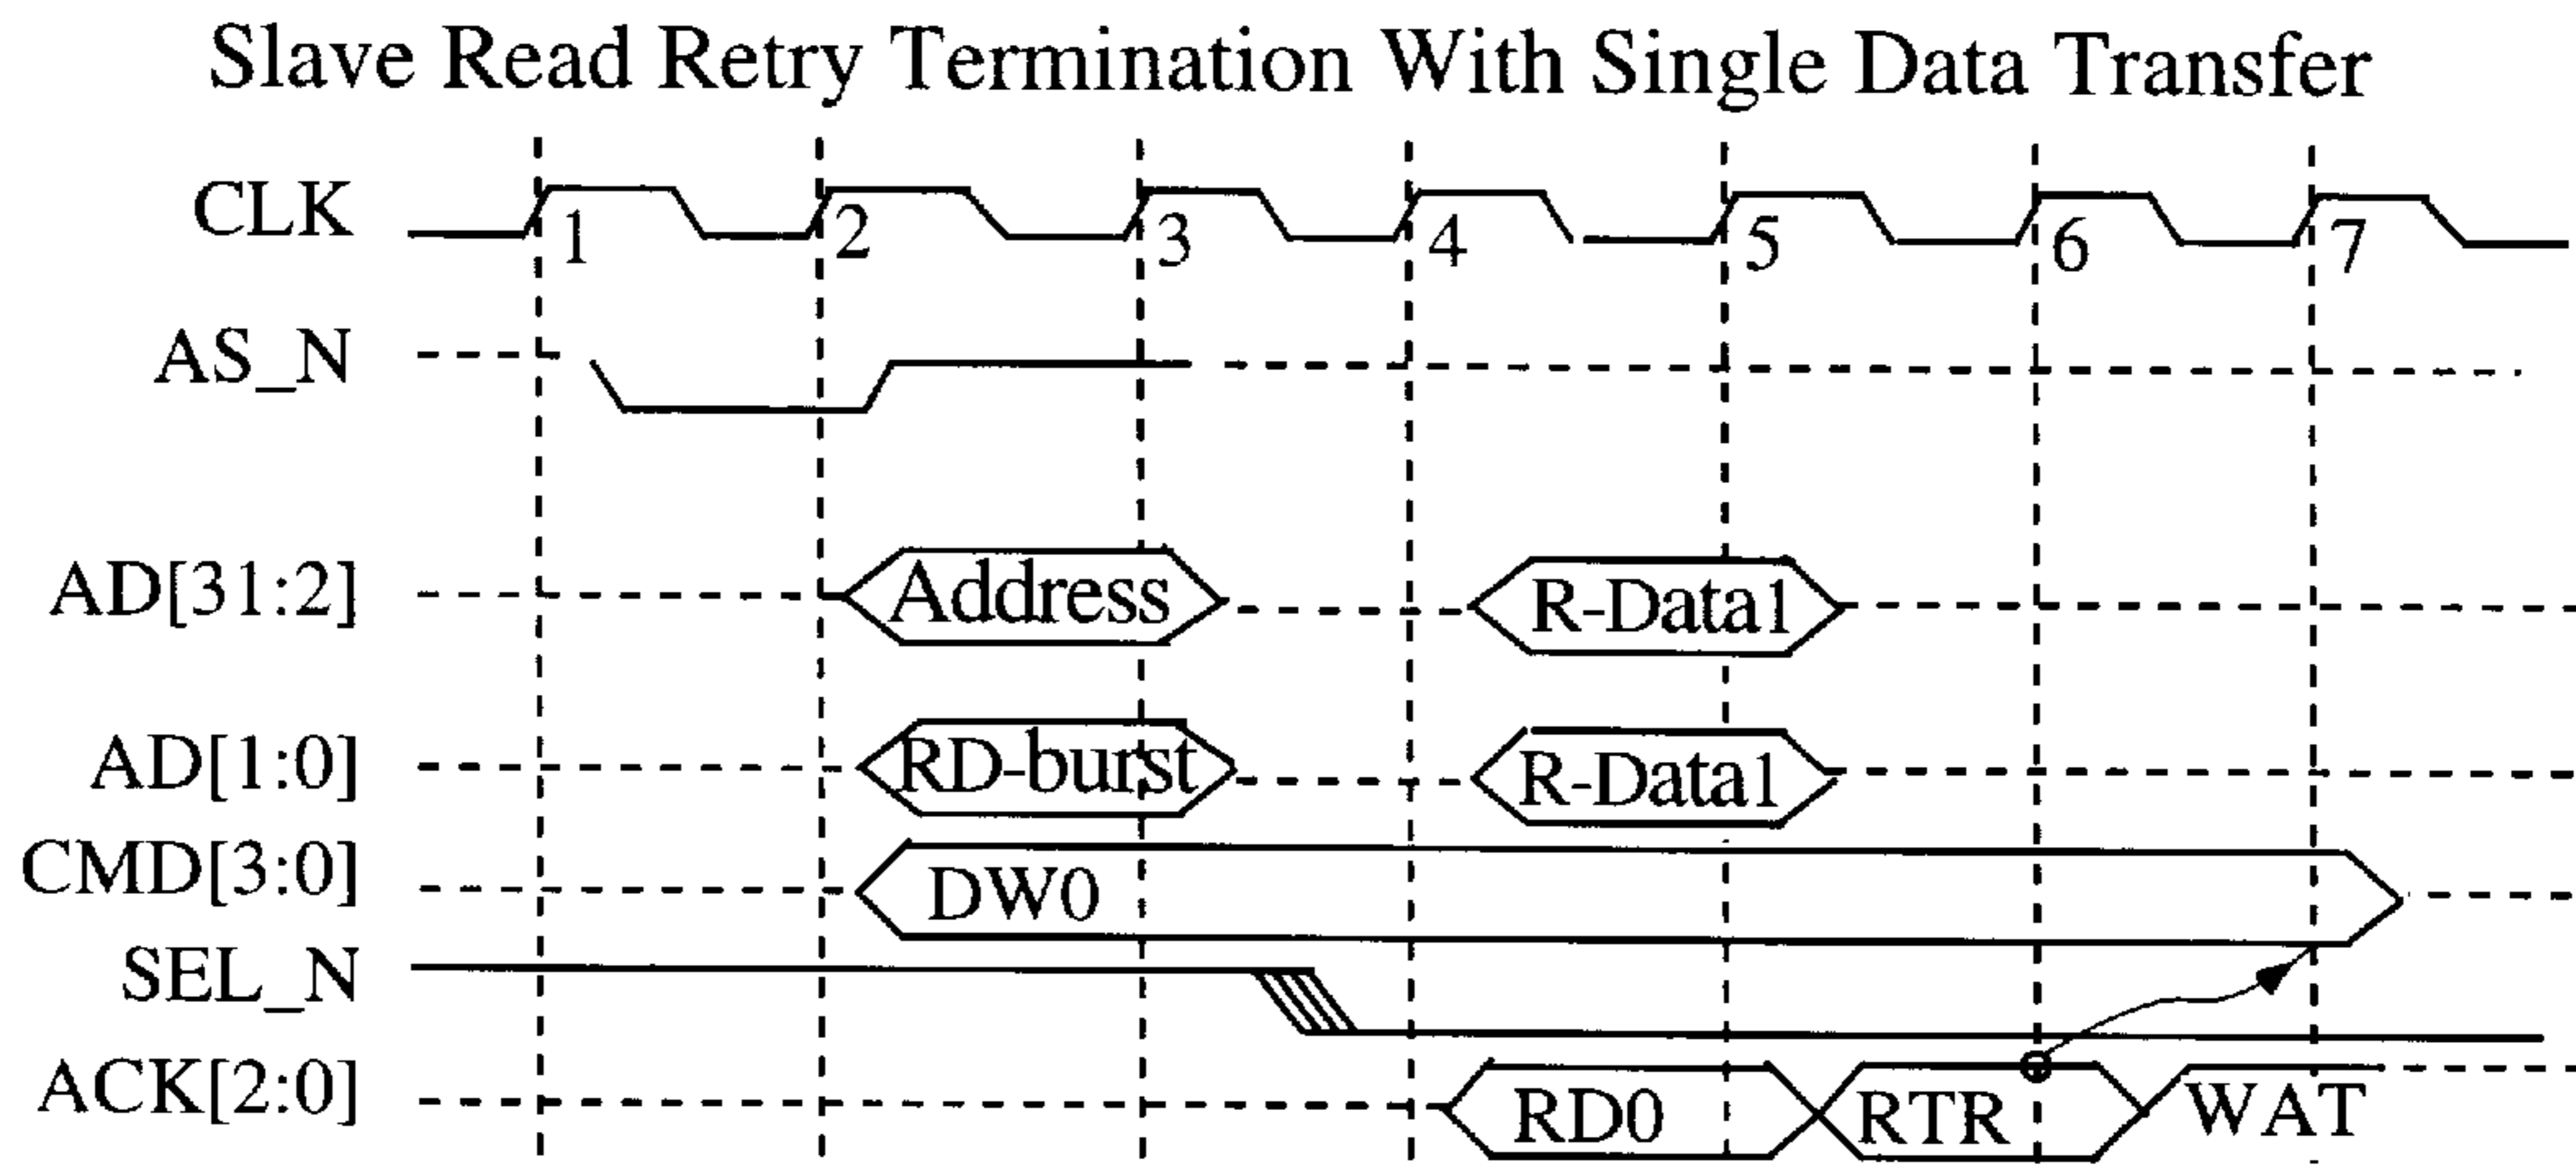 Slave Read Retry Termination With Single Data Transfer
CLK 1 2 3 4 5 6 7
AS_N
AD[31:2] Address R-Data1
AD[1:0] RD-burst R-Data1
CMD[3:0] DW0
SEL_N
ACK[2:0] RD0 RTR WAT